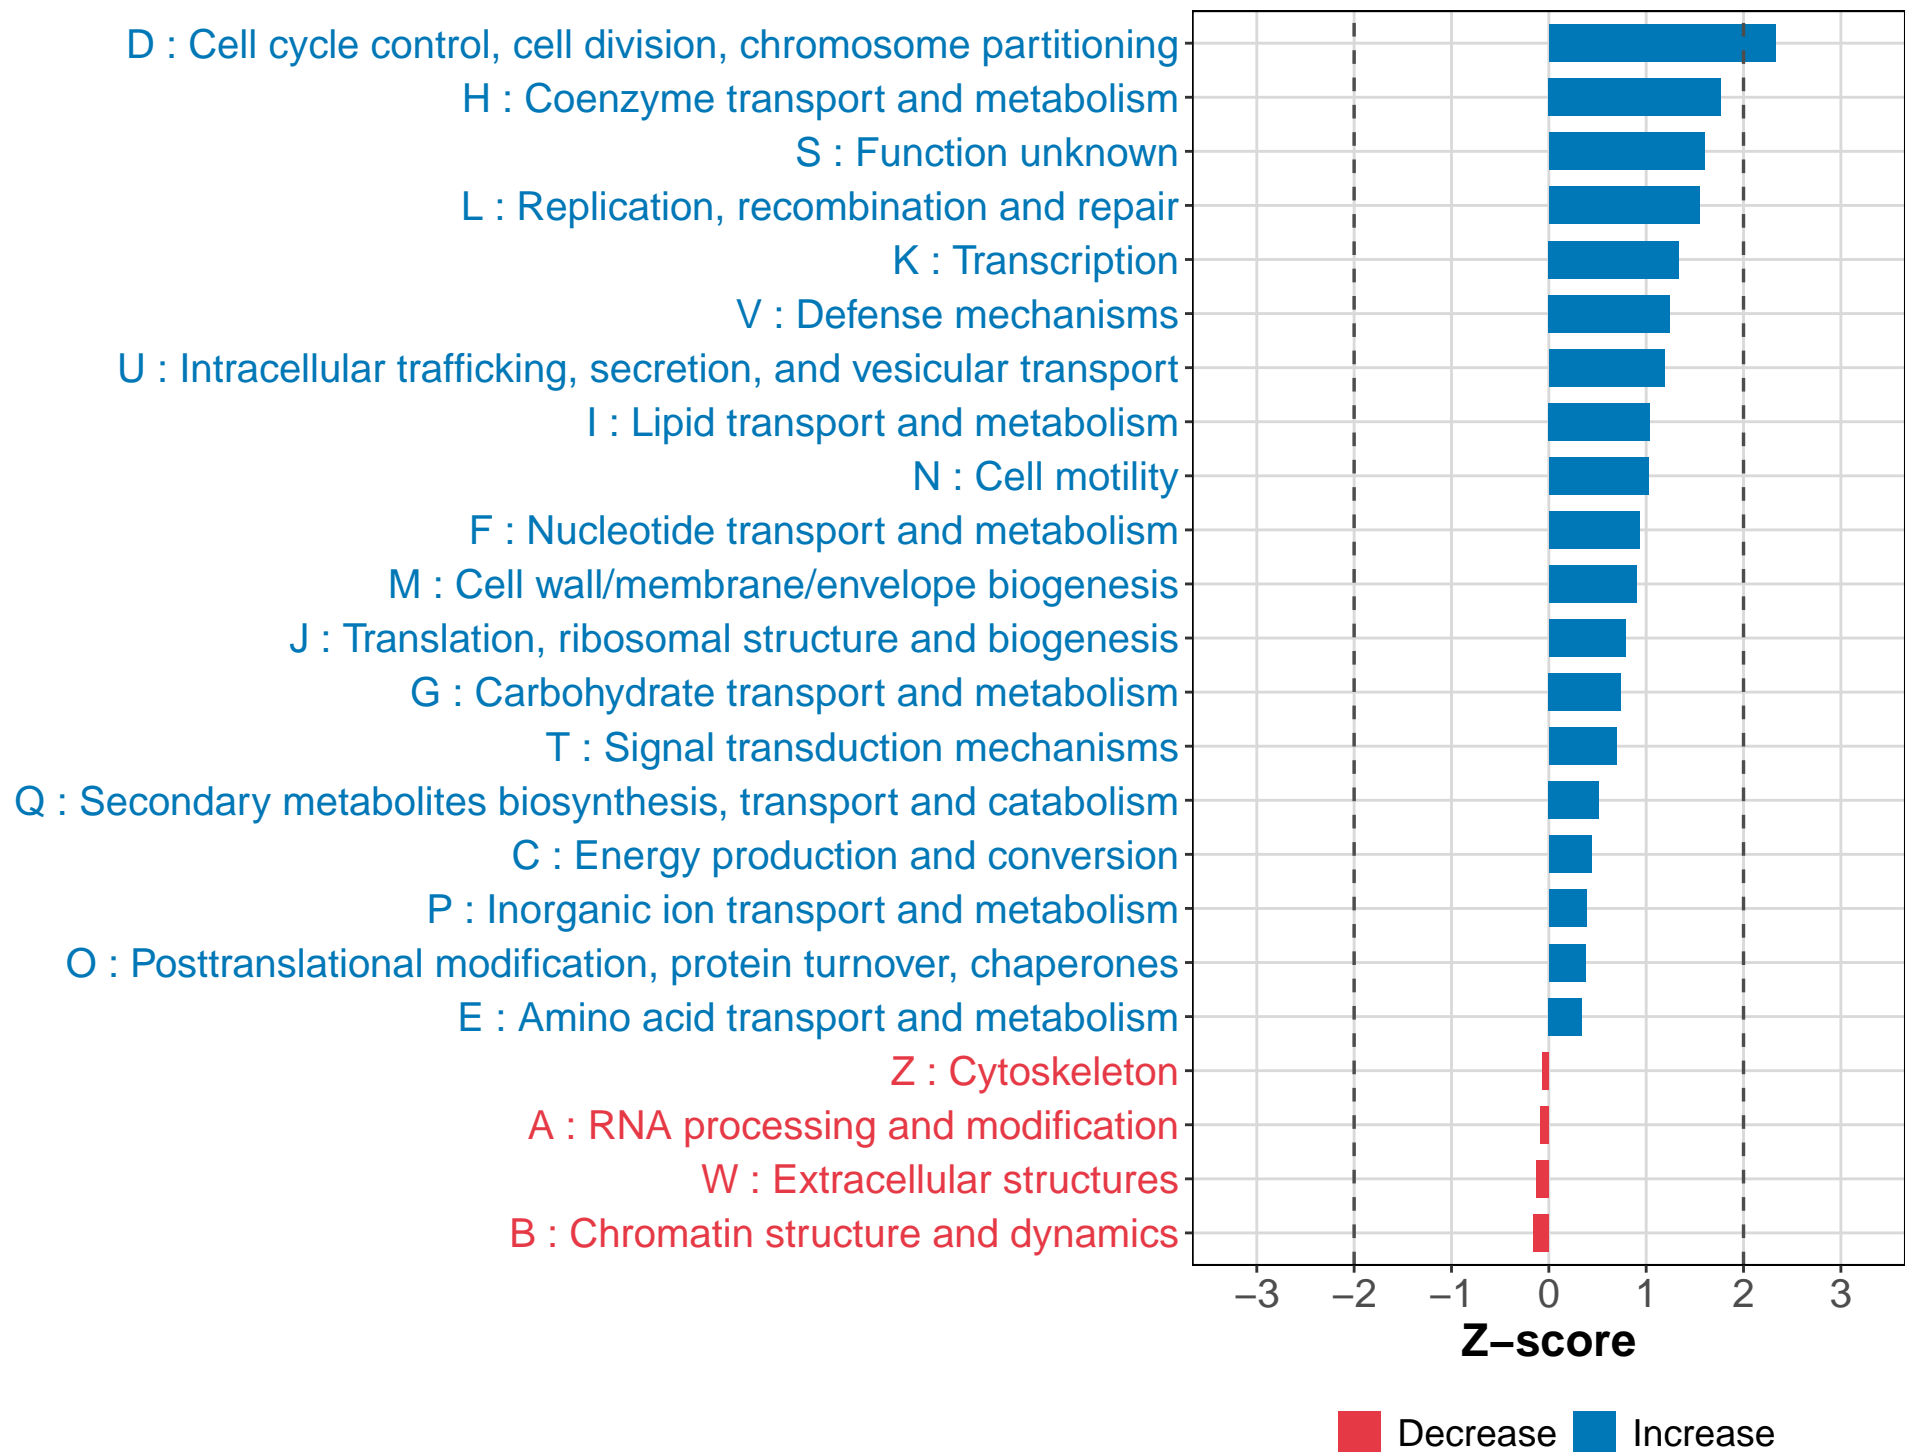 D : Cell cycle control, cell division, chromosome partitioning
H : Coenzyme transport and metabolism
S : Function unknown
L : Replication, recombination and repair
K : Transcription
V : Defense mechanisms
U : Intracellular trafficking, secretion, and vesicular transport
I : Lipid transport and metabolism
N : Cell motility
F : Nucleotide transport and metabolism
M : Cell wall/membrane/envelope biogenesis
J : Translation, ribosomal structure and biogenesis
G : Carbohydrate transport and metabolism
T : Signal transduction mechanisms
Q : Secondary metabolites biosynthesis, transport and catabolism
C : Energy production and conversion
P : Inorganic ion transport and metabolism
O : Posttranslational modification, protein turnover, chaperones
E : Amino acid transport and metabolism
Z : Cytoskeleton
A : RNA processing and modification
W : Extracellular structures
B : Chromatin structure and dynamics
−3 −2 −1 0 1 2 3
Z−score
Decrease Increase